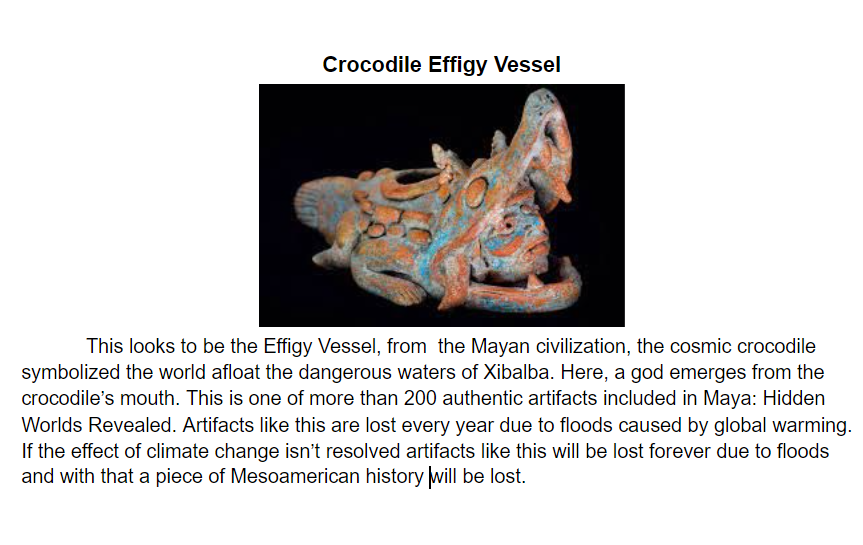 Crocodile Effigy Vessel
This looks to be the Effigy Vessel, from  the Mayan civilization, the cosmic crocodile
symbolized the world afloat the dangerous waters of Xibalba. Here, a god emerges from the
crocodile’s mouth. This is one of more than 200 authentic artifacts included in Maya: Hidden
Worlds Revealed. Artifacts like this are lost every year due to floods caused by global warming.
If the effect of climate change isn’t resolved artifacts like this will be lost forever due to floods
and with that a piece of Mesoamerican history will be lost.